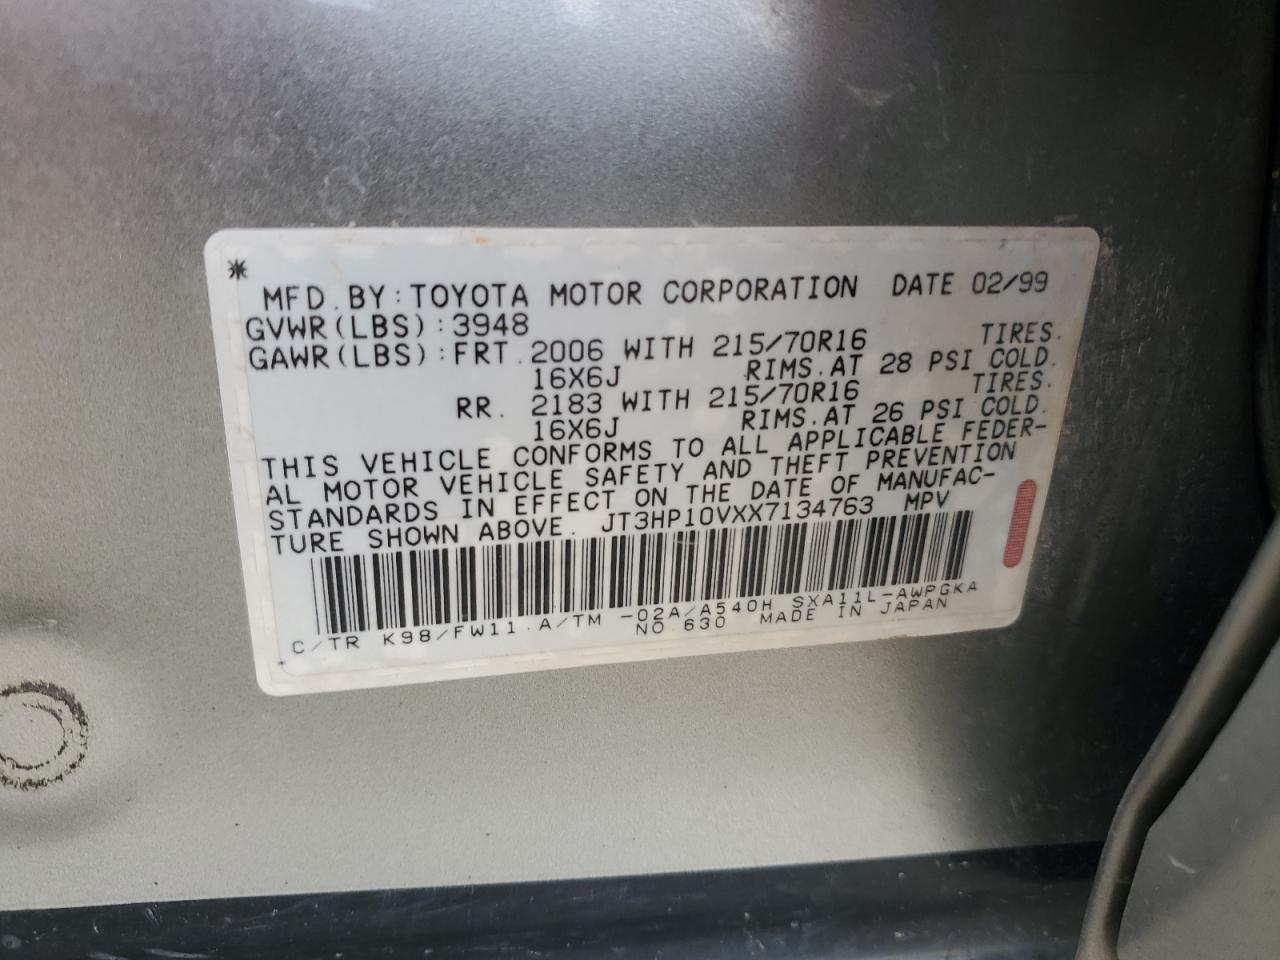 MFD.BY:TOYOTA MOTOR CORPORATION DATE 02/99
GVWR(LBS):3948
GAWR(LBS):FRT. 2006 WITH 215/70R16 TIRES.
16X6J RIMS.AT 28 PSI COLD.
RR. 2183 WITH 215/70R16 TIRES.
16X6J RIMS.AT 26 PSI COLD.
THIS VEHICLE CONFORMS TO ALL APPLICABLE FEDER-
AL MOTOR VEHICLE SAFETY AND THEFT PREVENTION
STANDARDS IN EFFECT ON THE DATE OF MANUFAC-
TURE SHOWN ABOVE. JT3HP10VXX7134763 MPV
C/TR K98/FW11.A/TM -02A/A540H SXA11L-AWPGKA
NO.630 MADE IN JAPAN